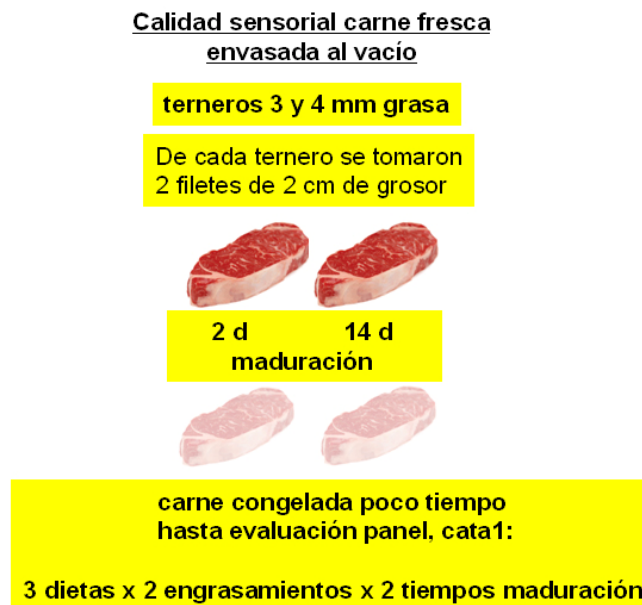 Calidad sensorial carne fresca
envasada al vacío
terneros 3 y 4 mm grasa
De cada ternero se tomaron
2 filetes de 2 cm de grosor
2 d 14 d
maduración
carne congelada poco tiempo
hasta evaluación panel, cata1:
3 dietas x 2 engrasamientos x 2 tiempos maduración